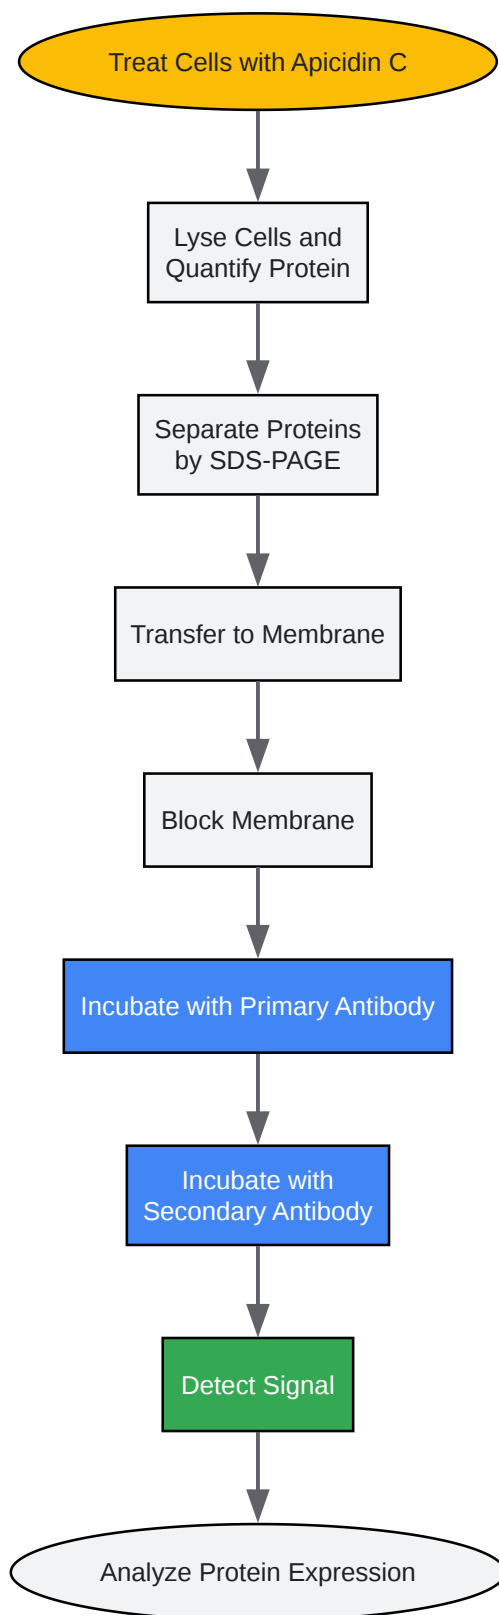 Treat Cells with Apicidin C
Lyse Cells and
Quantify Protein
Separate Proteins
by SDS-PAGE
Transfer to Membrane
Block Membrane
Incubate with Primary Antibody
Incubate with
Secondary Antibody
Detect Signal
Analyze Protein Expression